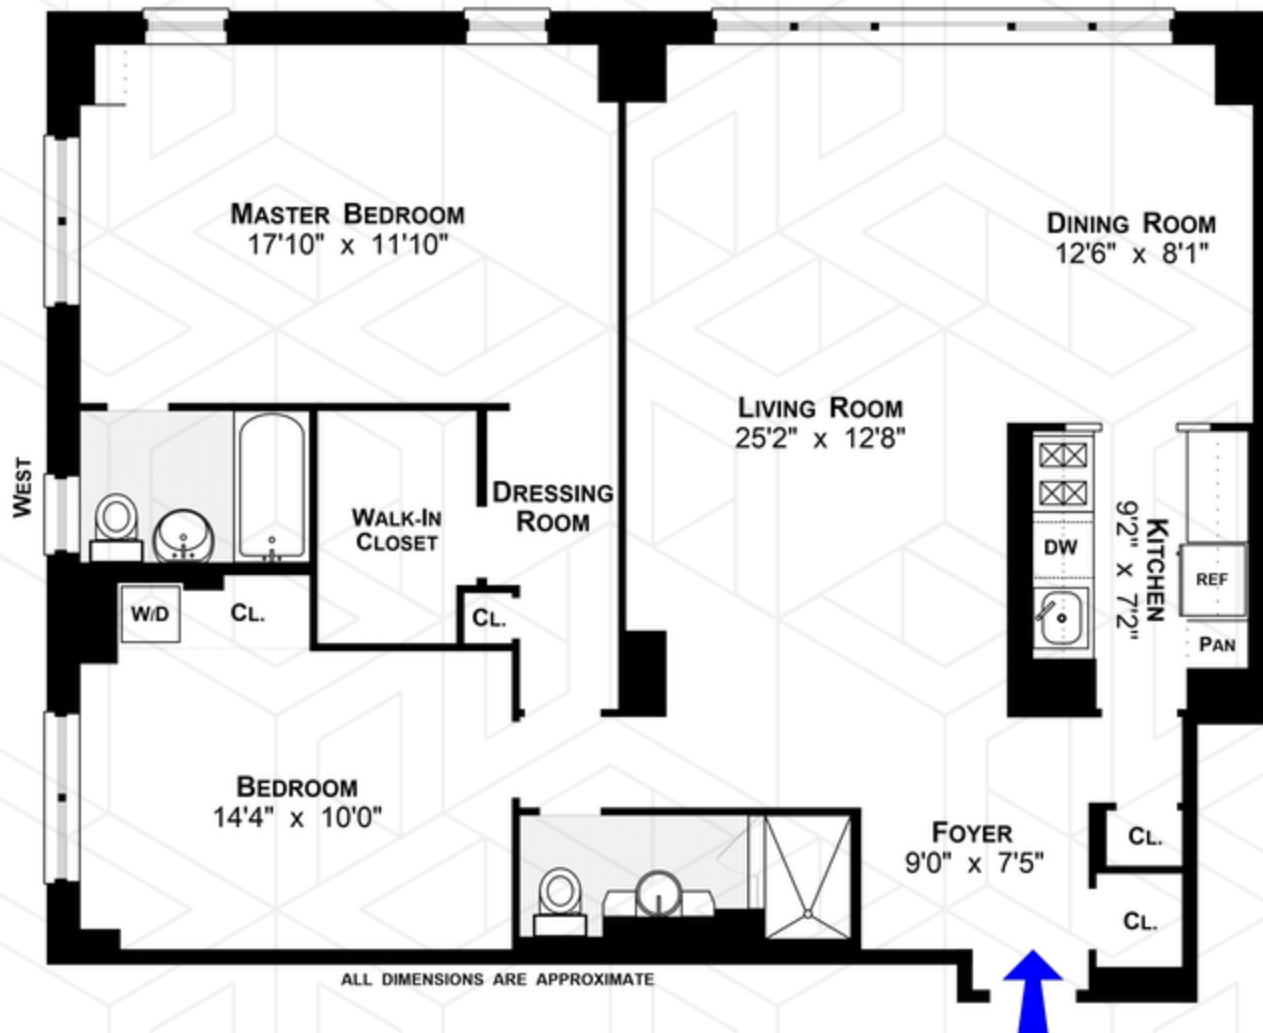 MASTER BEDROOM
17'10" x 11'10"
DINING ROOM
12'6" x 8'1"
LIVING ROOM
25'2" x 12'8"
WEST
WALK-IN
CLOSET
DRESSING
ROOM
CL.
W/D
CL.
DW
KITCHEN
9'2" x 7'2"
REF
PAN
BEDROOM
14'4" x 10'0"
FOYER
9'0" x 7'5"
CL.
CL.
ALL DIMENSIONS ARE APPROXIMATE